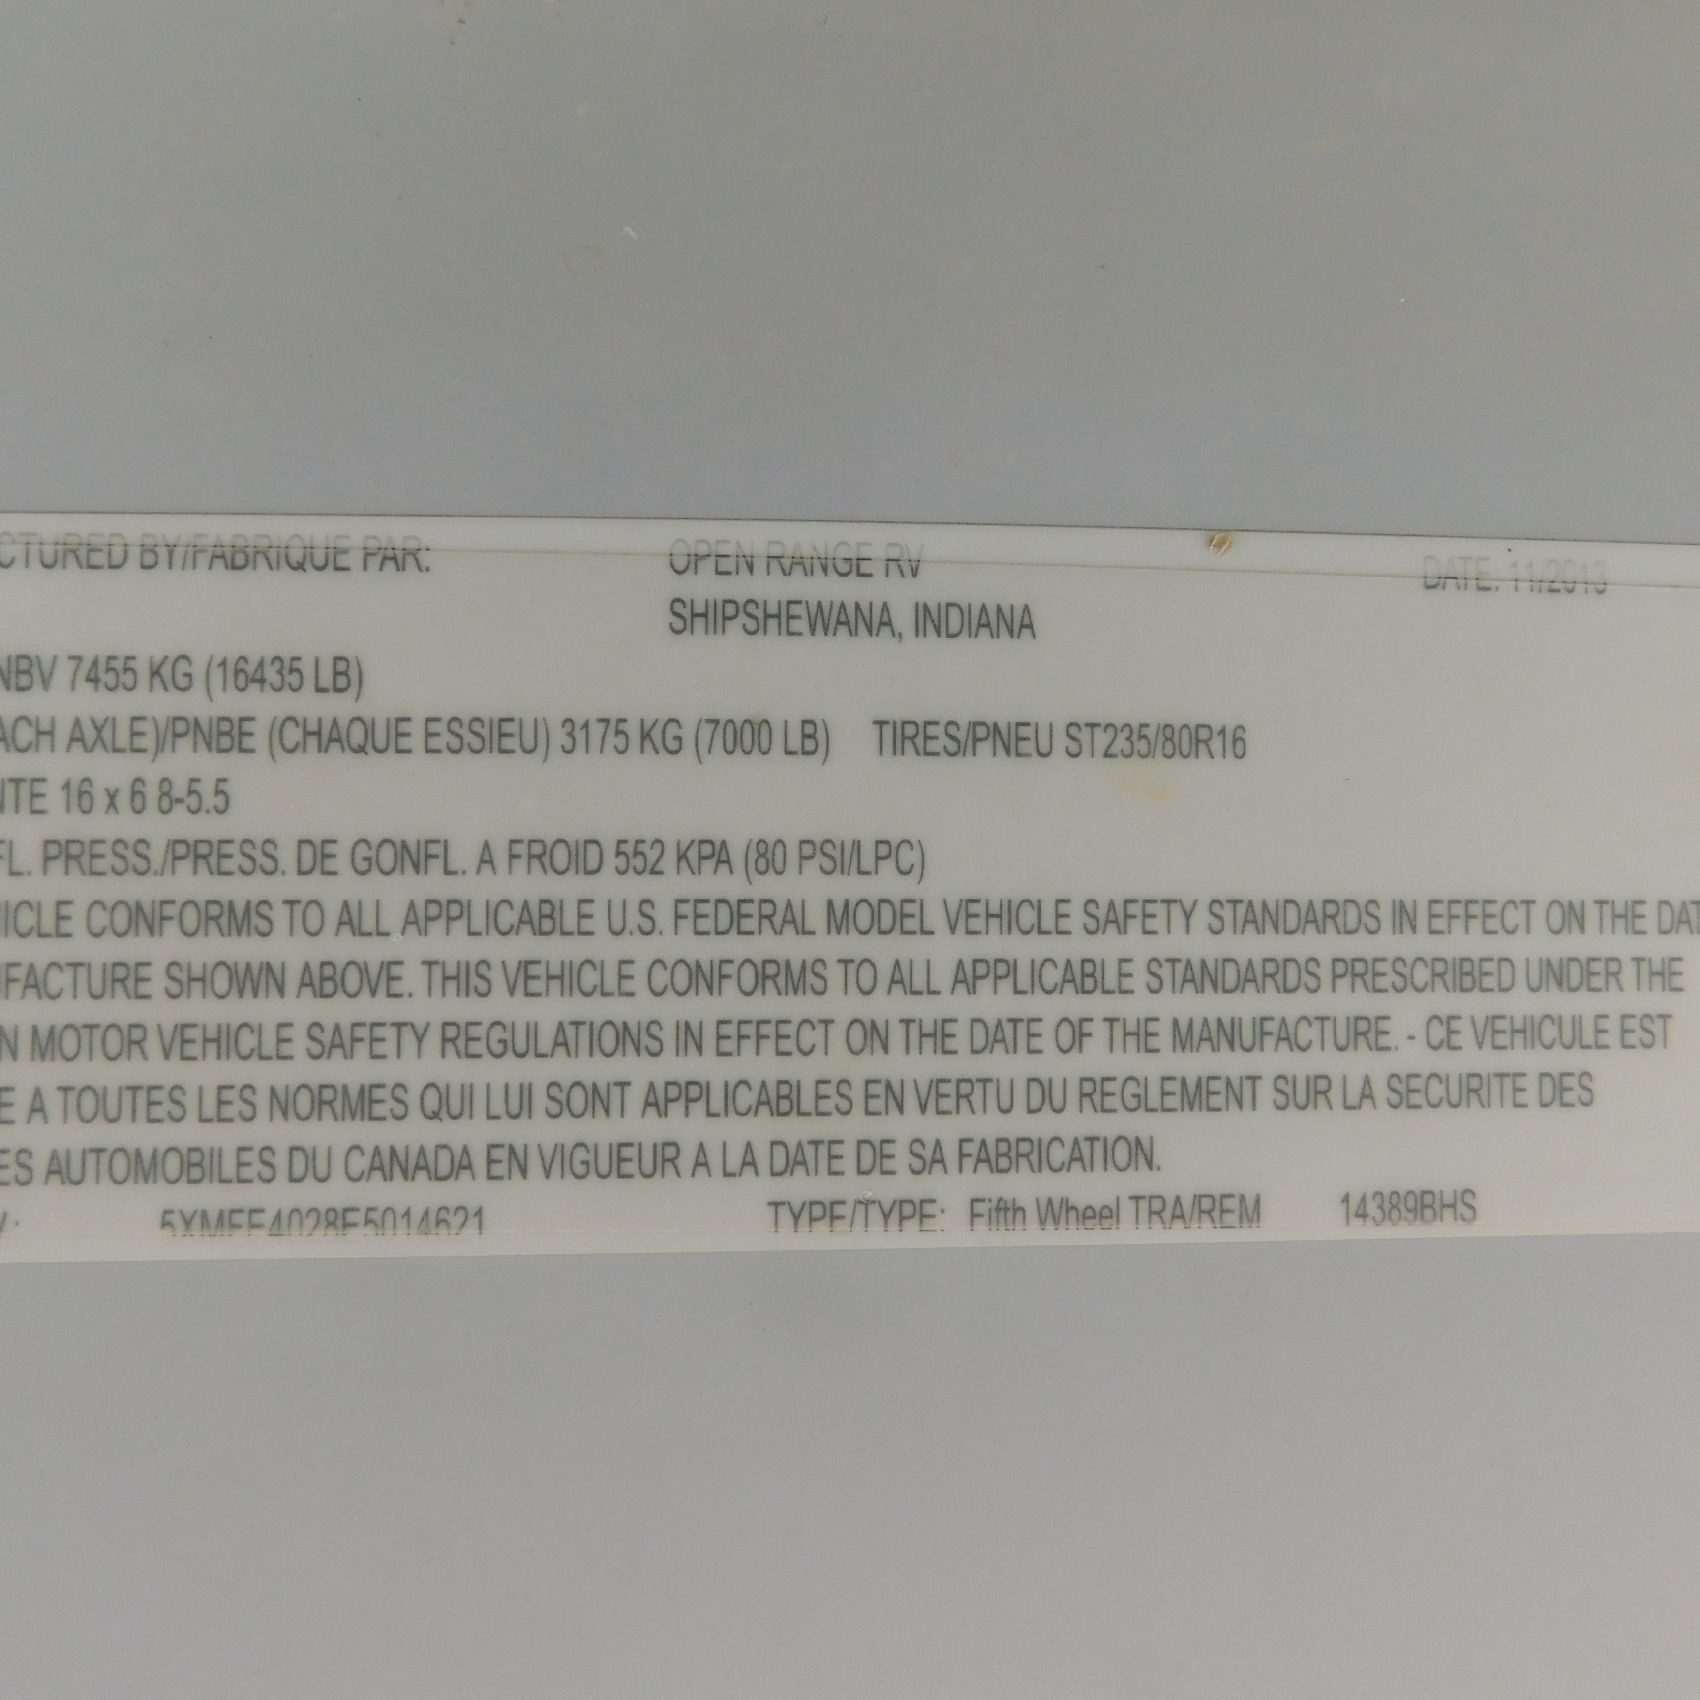 CTURED BY/FABRIQUE PAR: OPEN RANGE RV DATE: 11/2013
SHIPSHEWANA, INDIANA
NBV 7455 KG (16435 LB)
ACH AXLE)/PNBE (CHAQUE ESSIEU) 3175 KG (7000 LB) TIRES/PNEU ST235/80R16
NTE 16 x 6 8-5.5
FL. PRESS./PRESS. DE GONFL. A FROID 552 KPA (80 PSI/LPC)
ICLE CONFORMS TO ALL APPLICABLE U.S. FEDERAL MODEL VEHICLE SAFETY STANDARDS IN EFFECT ON THE DAT
FACTURE SHOWN ABOVE. THIS VEHICLE CONFORMS TO ALL APPLICABLE STANDARDS PRESCRIBED UNDER THE
N MOTOR VEHICLE SAFETY REGULATIONS IN EFFECT ON THE DATE OF THE MANUFACTURE. - CE VEHICULE EST
E A TOUTES LES NORMES QUI LUI SONT APPLICABLES EN VERTU DU REGLEMENT SUR LA SECURITE DES
ES AUTOMOBILES DU CANADA EN VIGUEUR A LA DATE DE SA FABRICATION.
TYPE/TYPE: Fifth Wheel TRA/REM 14389BHS